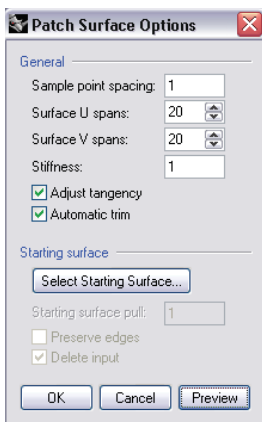 Patch Surface Options
General
Sample point spacing: 1
Surface U spans: 20
Surface V spans: 20
Stiffness: 1
Adjust tangency
Automatic trim
Starting surface
Select Starting Surface...
Starting surface pull: 1
Preserve edges
Delete input
OK Cancel Preview